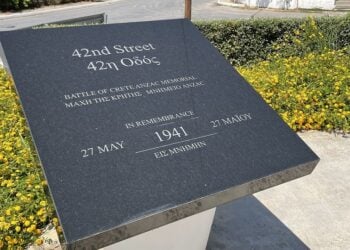 42nd Street
42η Οδός
BATTLE OF CRETE ANZAC MEMORIAL
ΜΑΧΗ ΤΗΣ ΚΡΗΤΗΣ ΜΝΗΜΕΙΟ ANZAC
IN REMEMBRANCE
27 MAY 1941 27 ΜΑΪΟΥ
ΕΙΣ ΜΝΗΜΗΝ